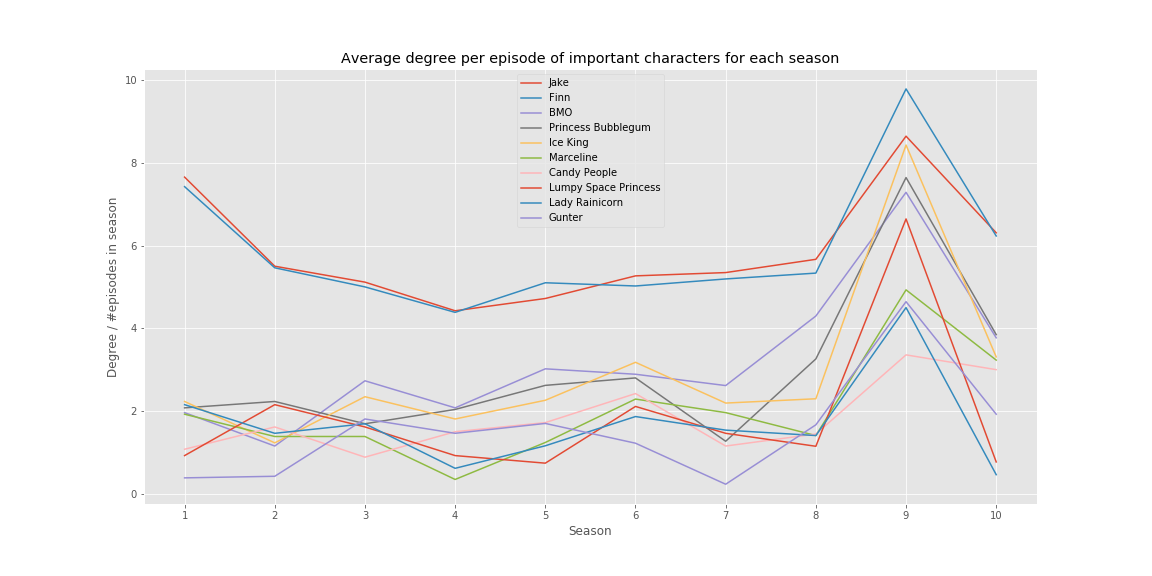 Average degree per episode of important characters for each season
Jake
Finn
BMO
Princess Bubblegum
Ice King
Marceline
Candy People
Lumpy Space Princess
Lady Rainicorn
Gunter
Degree / #episodes in season
10
8
6
4
2
0
1 2 3 4 5 6 7 8 9 10
Season